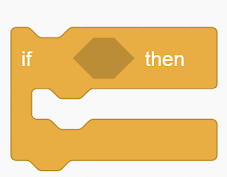 if then